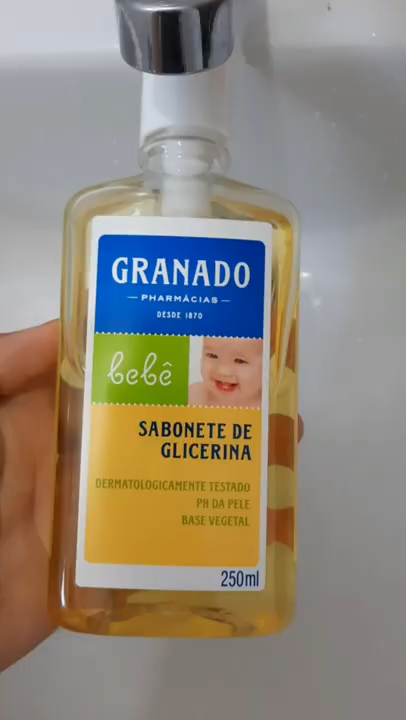 GRANADO
PHARMÁCIAS
DESDE 1870
bebê
SABONETE DE
GLICERINA
DERMATOLOGICAMENTE TESTADO
PH DA PELE
BASE VEGETAL
250ml